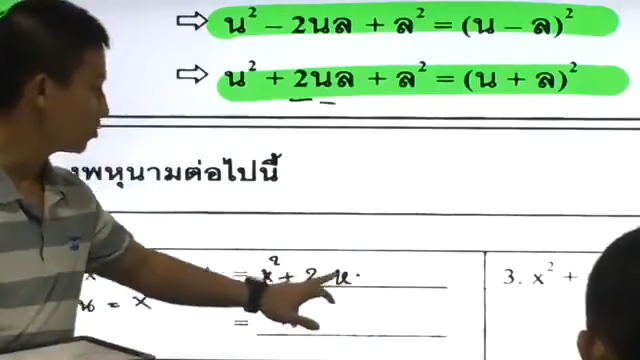 ⇨ น² − 2นล + ล² = (น − ล)²
⇨ น² + 2นล + ล² = (น + ล)²
พหุนามต่อไปนี้
= x² + 2
3. x² +
น = x
=